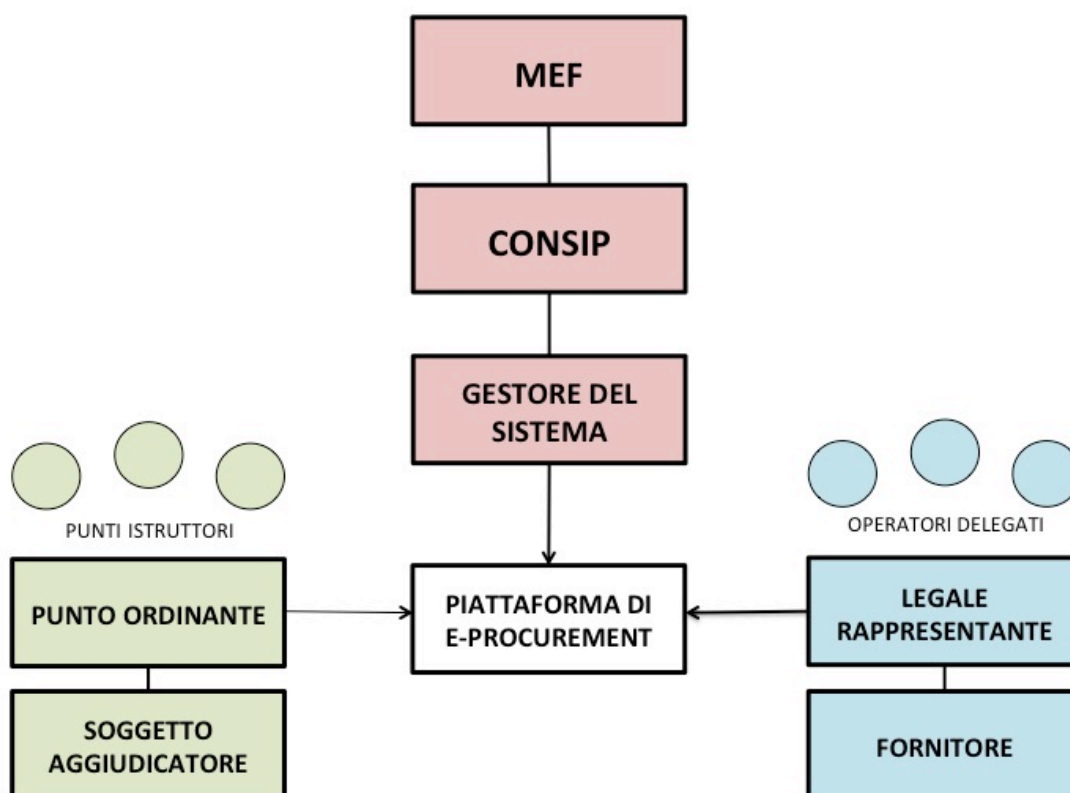 MEF
CONSIP
GESTORE DEL
SISTEMA
PUNTI ISTRUTTORI
OPERATORI DELEGATI
PUNTO ORDINANTE
PIATTAFORMA DI
E-PROCUREMENT
LEGALE
RAPPRESENTANTE
SOGGETTO
AGGIUDICATORE
FORNITORE